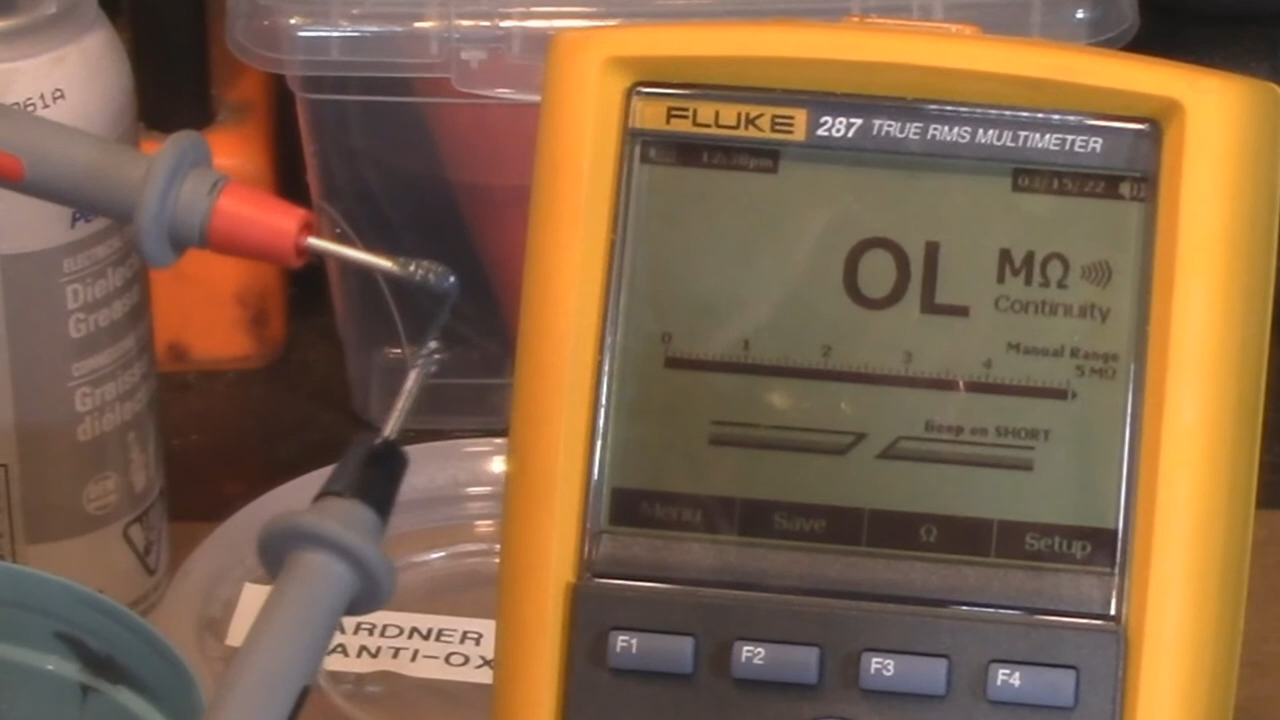 FLUKE 287 TRUE RMS MULTIMETER
12:38pm
03/15/22
OL MΩ
Continuity
0 1 2 3 4
Manual Range
5 MΩ
Beep on SHORT
Menu Save Ω Setup
F1 F2 F3 F4
61A
Dielec
Grease
Graiss
diélec
ARDNER
ANTI-OX